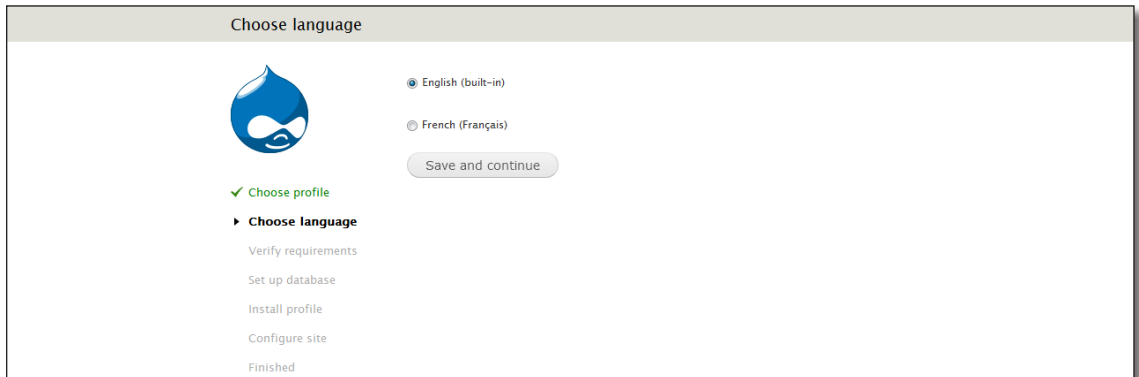 Choose language
English (built-in)
French (Français)
Save and continue
Choose profile
Choose language
Verify requirements
Set up database
Install profile
Configure site
Finished